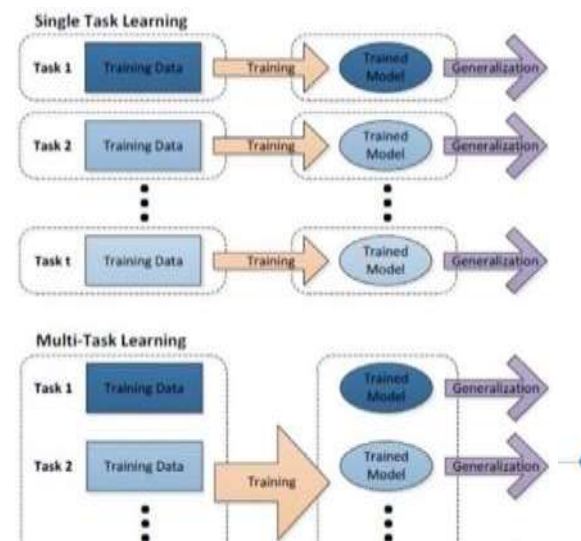 Single Task Learning
Task 1 Training Data Training Trained Model Generalization
Task 2 Training Data Training Trained Model Generalization
Task t Training Data Training Trained Model Generalization
Multi-Task Learning
Task 1 Training Data Trained Model Generalization
Task 2 Training Data Training Trained Model Generalization